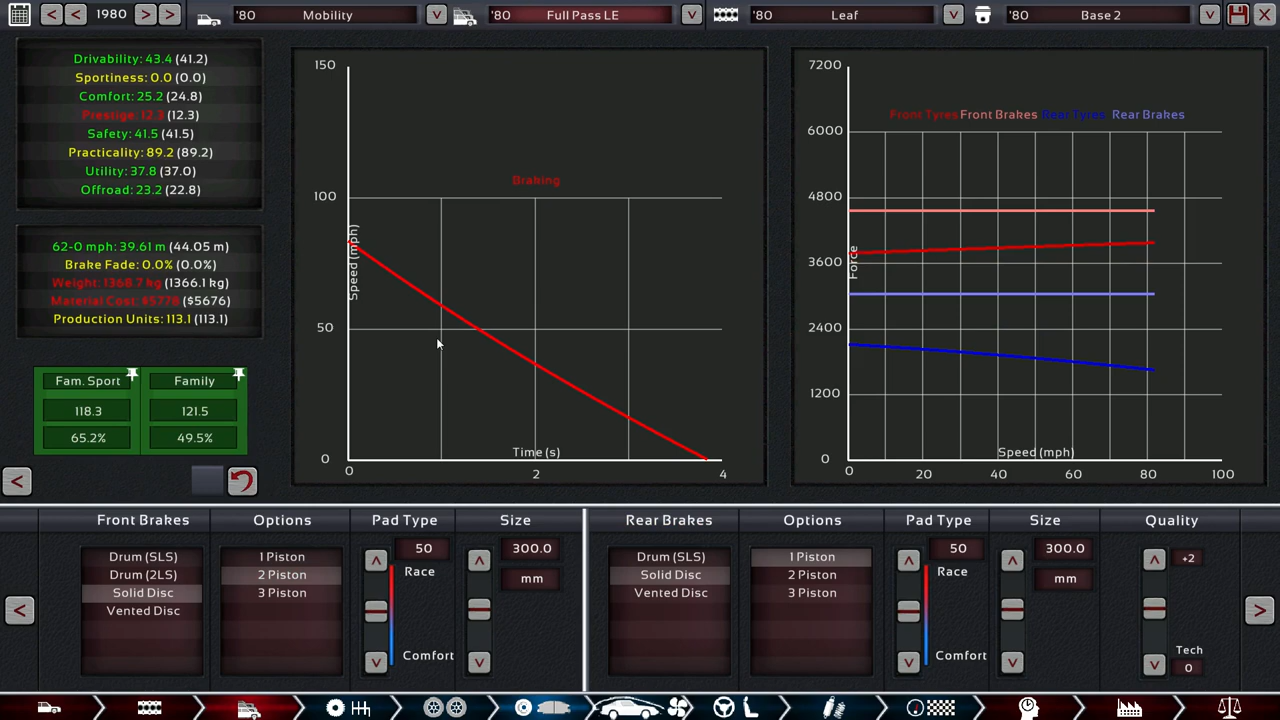 1980 '80 Mobility '80 Full Pass LE '80 Leaf '80 Base 2
Drivability: 43.4 (41.2)
Sportiness: 0.0 (0.0)
Comfort: 25.2 (24.8)
Prestige: 12.3 (12.3)
Safety: 41.5 (41.5)
Practicality: 89.2 (89.2)
Utility: 37.8 (37.0)
Offroad: 23.2 (22.8)
62-0 mph: 39.61 m (44.05 m)
Brake Fade: 0.0% (0.0%)
Weight: 1368.7 kg (1366.1 kg)
Material Cost: $5778 ($5676)
Production Units: 113.1 (113.1)
Fam. Sport Family
118.3 121.5
65.2% 49.5%
150
100
50
0
Braking
Speed (mph)
Time (s)
0 2 4
7200
6000
4800
3600
2400
1200
0
Front Tyres Front Brakes Rear Tyres Rear Brakes
Force
Speed (mph)
0 20 40 60 80 100
Front Brakes Options Pad Type Size
Drum (SLS) 1 Piston 50 300.0
Drum (2LS) 2 Piston Race mm
Solid Disc 3 Piston
Vented Disc
Comfort
Rear Brakes Options Pad Type Size Quality
Drum (SLS) 1 Piston 50 300.0 +2
Solid Disc 2 Piston Race mm
Vented Disc 3 Piston
Comfort Tech
0